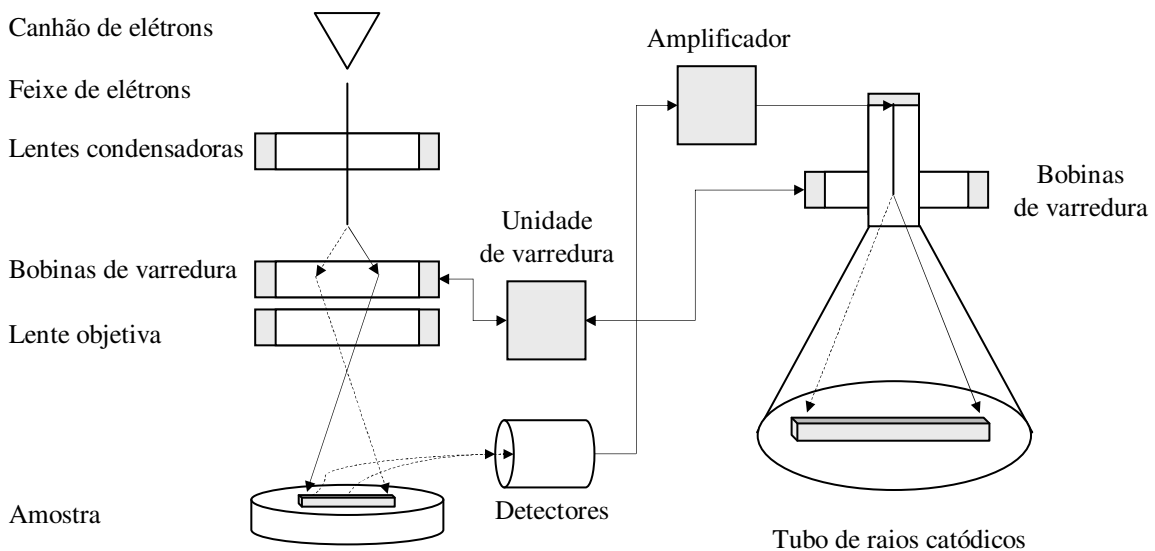 Canhão de elétrons
Feixe de elétrons
Lentes condensadoras
Bobinas de varredura
Lente objetiva
Amostra
Unidade
de varredura
Detectores
Amplificador
Bobinas
de varredura
Tubo de raios catódicos